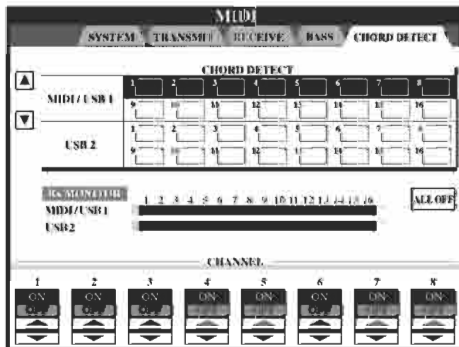 MIDI
SYSTEM TRANSMIT RECEIVE BASS CHORD DETECT
CHORD DETECT
MIDI / USB 1
1 2 3 4 5 6 7 8
9 10 11 12 13 14 15 16
USB 2
1 2 3 4 5 6 7 8
9 10 11 12 13 14 15 16
Rx MONITOR
1 2 3 4 5 6 7 8 9 10 11 12 13 14 15 16
ALL OFF
MIDI/USB1
USB2
CHANNEL
1 2 3 4 5 6 7 8
ON ON ON ON ON ON ON ON
OFF OFF OFF OFF